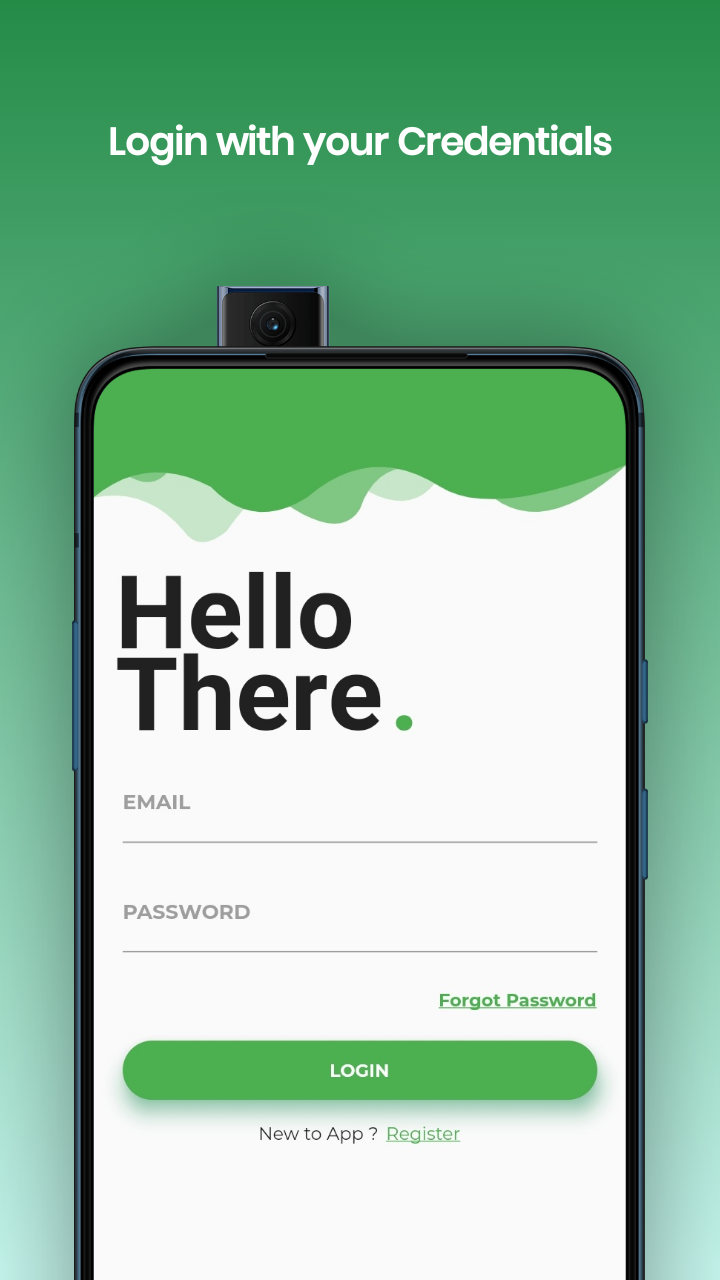 Login with your Credentials
Hello
There.
EMAIL
PASSWORD
Forgot Password
LOGIN
New to App ? Register